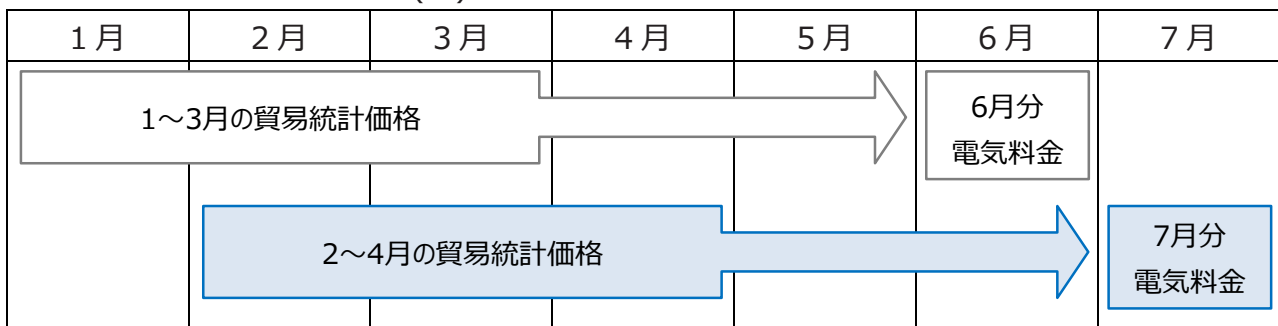 1月 2月 3月 4月 5月 6月 7月
1～3月の貿易統計価格
6月分
電気料金
2～4月の貿易統計価格
7月分
電気料金